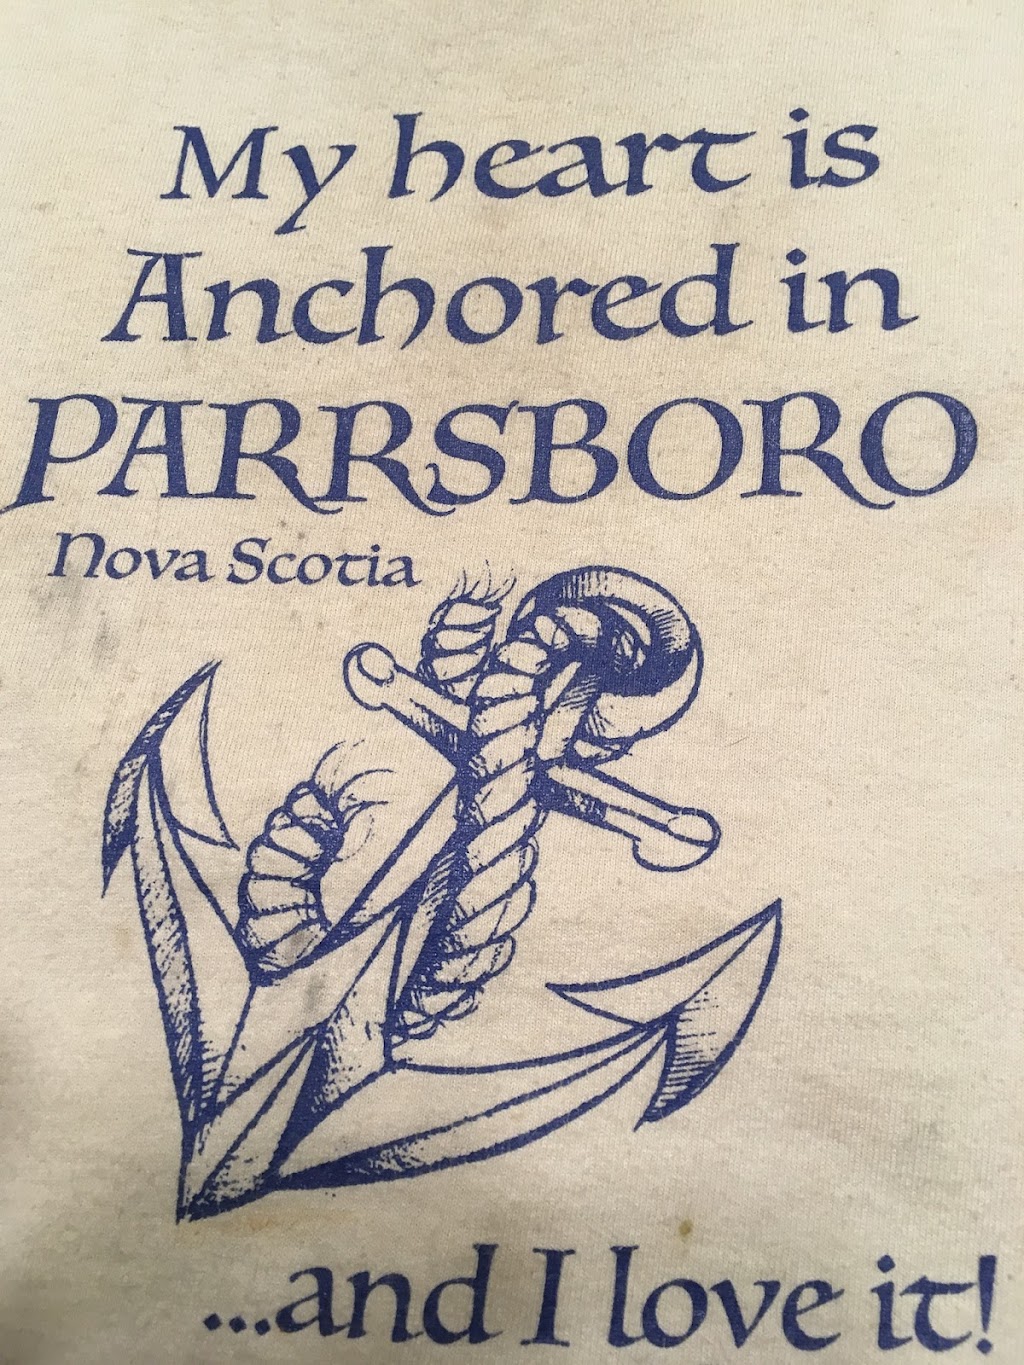 My heart is
Anchored in
PARRSBORO
Nova Scotia
...and I love it!